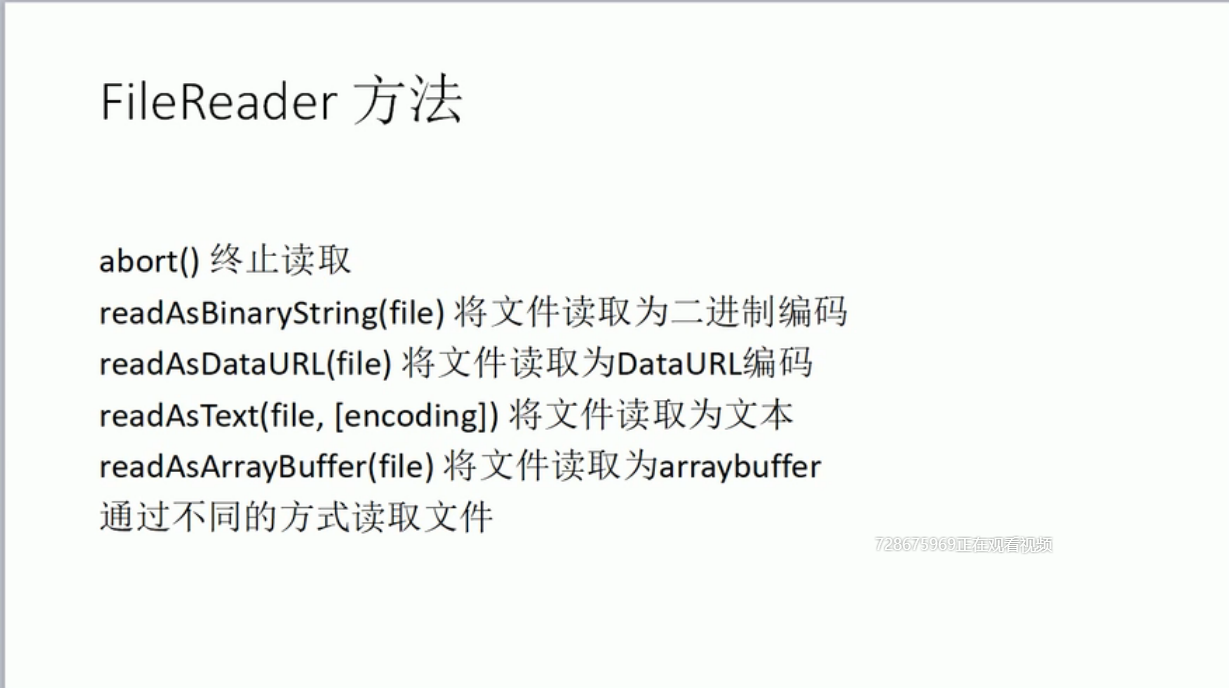 FileReader 方法
abort() 终止读取
readAsBinaryString(file) 将文件读取为二进制编码
readAsDataURL(file) 将文件读取为DataURL编码
readAsText(file, [encoding]) 将文件读取为文本
readAsArrayBuffer(file) 将文件读取为arraybuffer
通过不同的方式读取文件
728675969正在观看视频